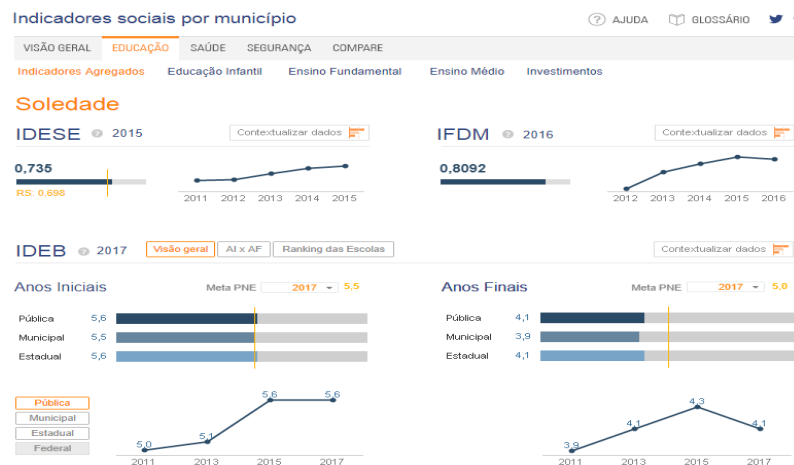 Indicadores sociais por município
? AJUDA GLOSSÁRIO
VISÃO GERAL EDUCAÇÃO SAÚDE SEGURANÇA COMPARE
Indicadores Agregados Educação Infantil Ensino Fundamental Ensino Médio Investimentos
Soledade
IDESE ? 2015 Contextualizar dados
IFDM ? 2016 Contextualizar dados
0,735
RS: 0,698
2011 2012 2013 2014 2015
0,8092
2012 2013 2014 2015 2016
IDEB ? 2017 Visão geral AI x AF Ranking das Escolas Contextualizar dados
Anos Iniciais Meta PNE 2017 5,5
Pública 5,6
Municipal 5,5
Estadual 5,6
Anos Finais Meta PNE 2017 5,0
Pública 4,1
Municipal 3,9
Estadual 4,1
Pública
Municipal
Estadual
Federal
5,0 5,1 5,6 5,6
2011 2013 2015 2017
3,9 4,1 4,3 4,1
2011 2013 2015 2017